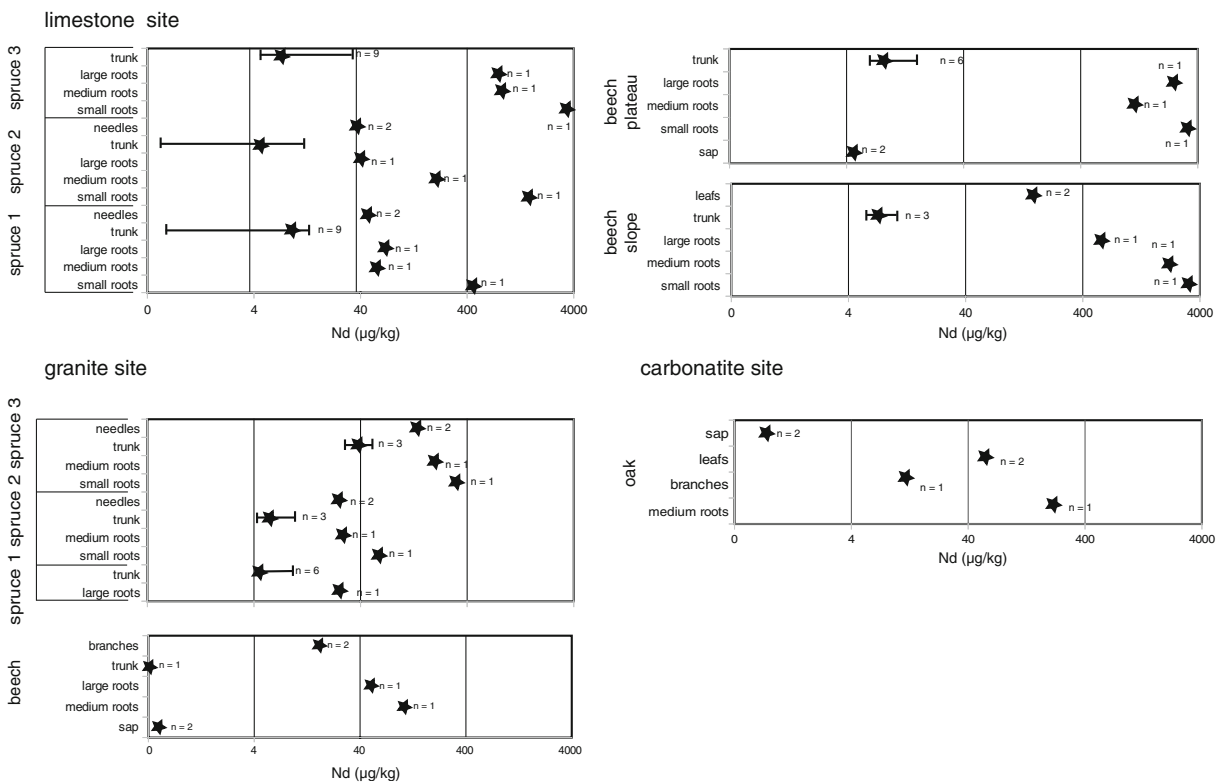 limestone site
spruce 3
trunk n = 9
large roots n = 1
medium roots n = 1
small roots n = 1
spruce 2
needles n = 2
trunk
large roots n = 1
medium roots n = 1
small roots n = 1
spruce 1
needles n = 2
trunk n = 9
large roots n = 1
medium roots n = 1
small roots n = 1
0 4 40 400 4000
Nd (µg/kg)
beech plateau
trunk n = 6
large roots n = 1
medium roots n = 1
small roots n = 1
sap n = 2
beech slope
leafs n = 2
trunk n = 3
large roots n = 1
medium roots n = 1
small roots n = 1
0 4 40 400 4000
Nd (µg/kg)
granite site
spruce 3
needles n = 2
trunk n = 3
medium roots n = 1
small roots n = 1
spruce 2
needles n = 2
trunk n = 3
medium roots n = 1
small roots n = 1
spruce 1
trunk n = 6
large roots n = 1
beech
branches n = 2
trunk n = 1
large roots n = 1
medium roots n = 1
sap n = 2
0 4 40 400 4000
Nd (µg/kg)
carbonatite site
oak
sap n = 2
leafs n = 2
branches n = 1
medium roots n = 1
0 4 40 400 4000
Nd (µg/kg)